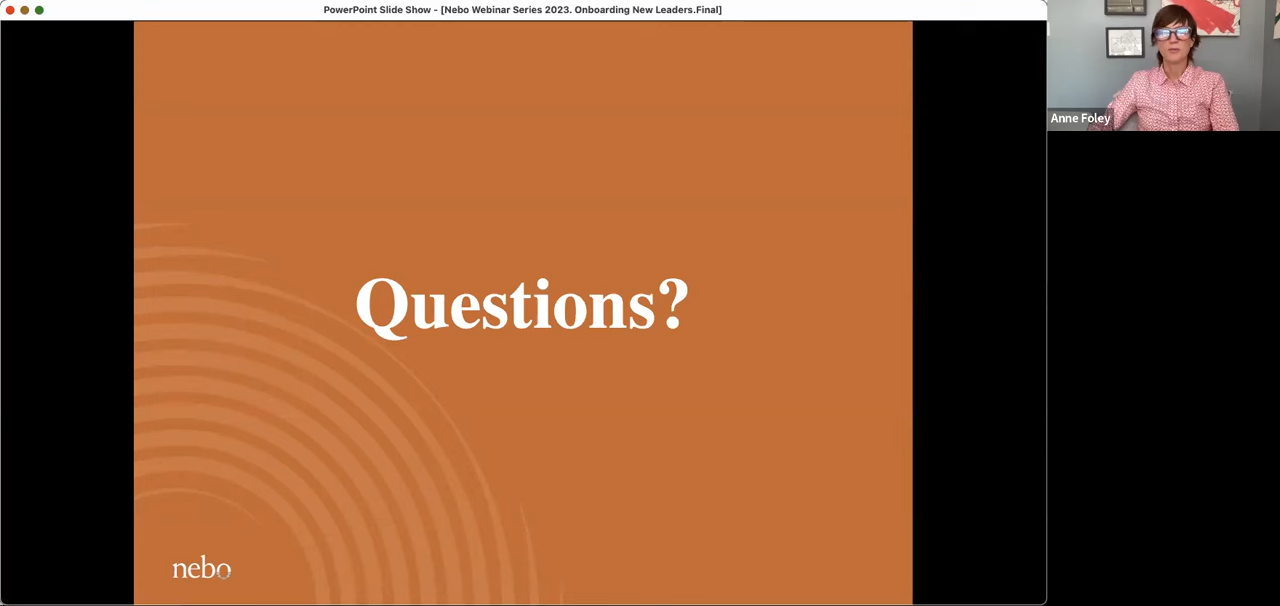 PowerPoint Slide Show - [Nebo Webinar Series 2023. Onboarding New Leaders.Final]
Anne Foley
Questions?
nebo